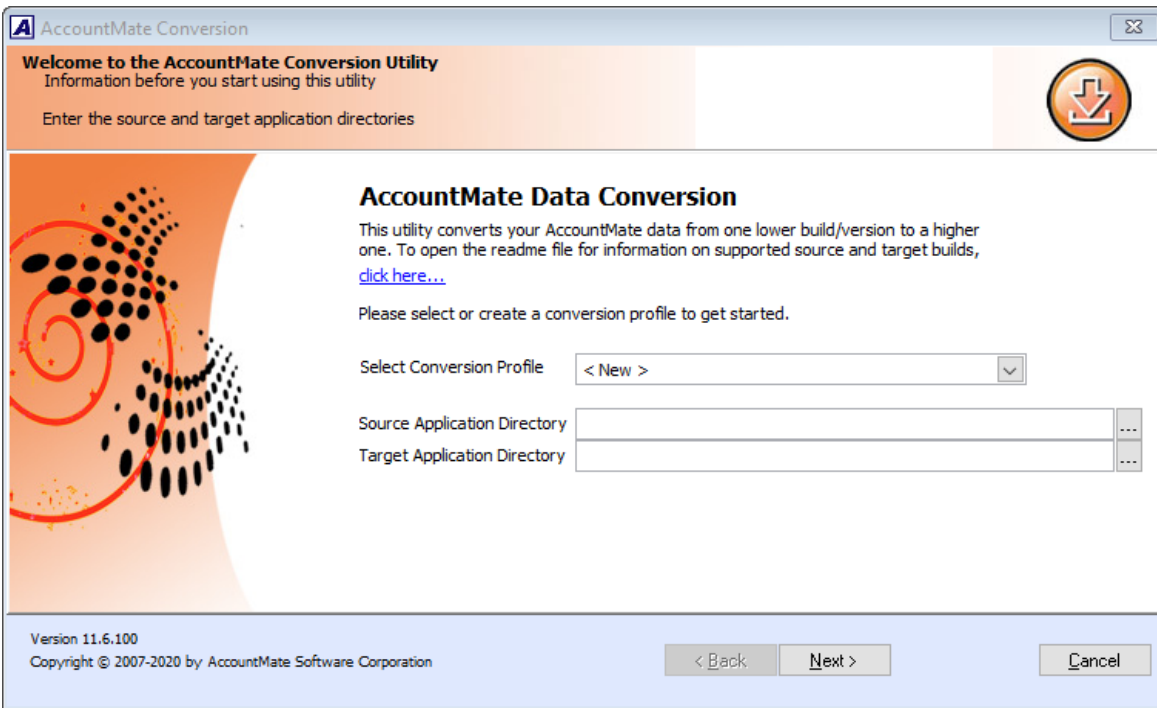 AccountMate Conversion
Welcome to the AccountMate Conversion Utility
Information before you start using this utility
Enter the source and target application directories
AccountMate Data Conversion
This utility converts your AccountMate data from one lower build/version to a higher
one. To open the readme file for information on supported source and target builds,
click here...
Please select or create a conversion profile to get started.
Select Conversion Profile < New >
Source Application Directory ...
Target Application Directory ...
Version 11.6.100
Copyright © 2007-2020 by AccountMate Software Corporation
< Back Next > Cancel